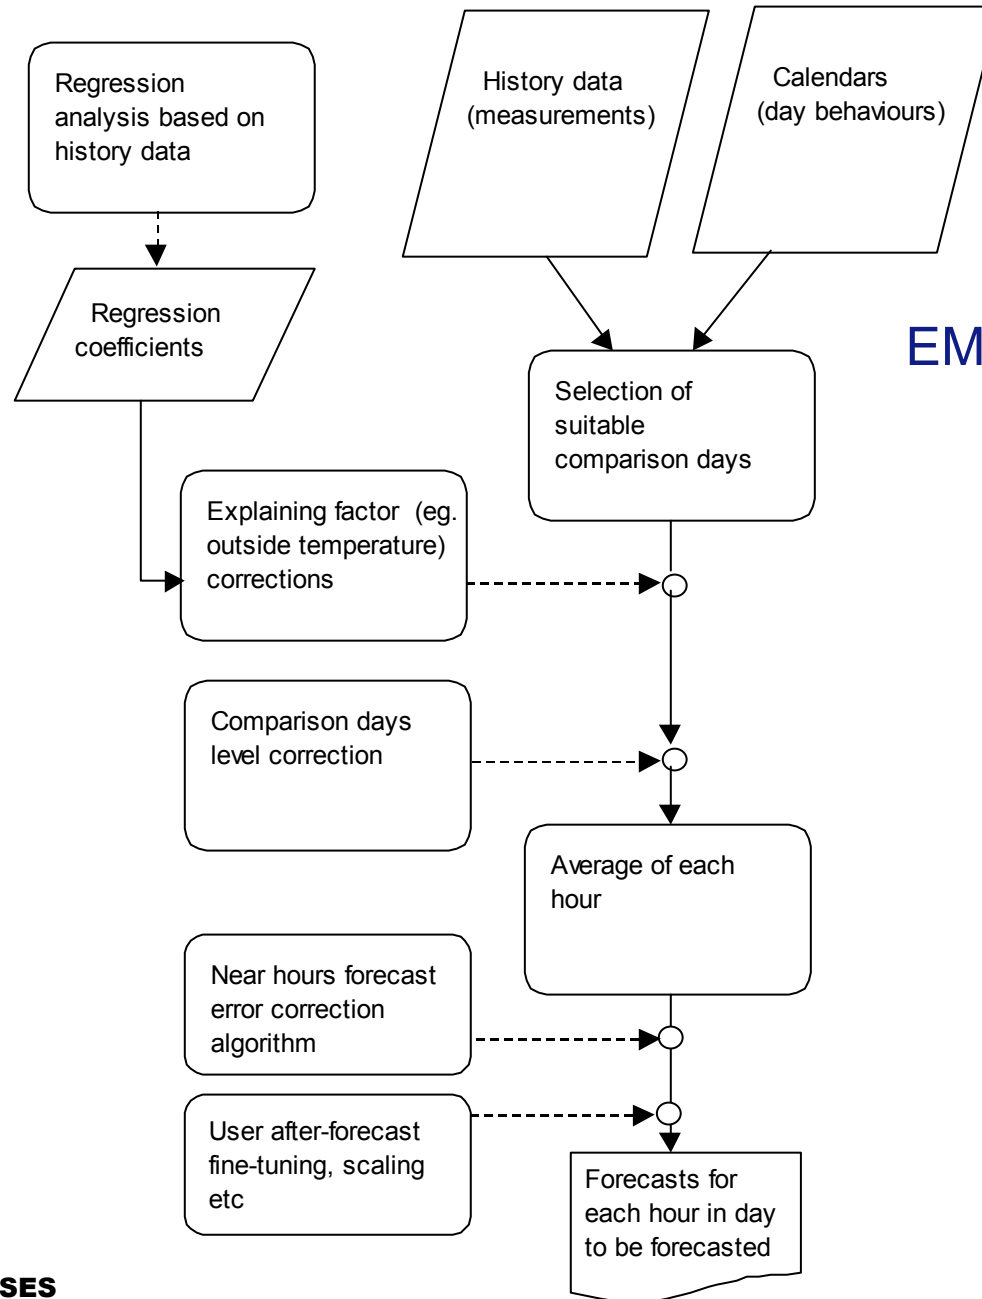 Regression
analysis based on
history data
History data
(measurements)
Calendars
(day behaviours)
Regression
coefficients
EM
Selection of
suitable
comparison days
Explaining factor (eg.
outside temperature)
corrections
Comparison days
level correction
Average of each
hour
Near hours forecast
error correction
algorithm
User after-forecast
fine-tuning, scaling
etc
Forecasts for
each hour in day
to be forecasted
SES